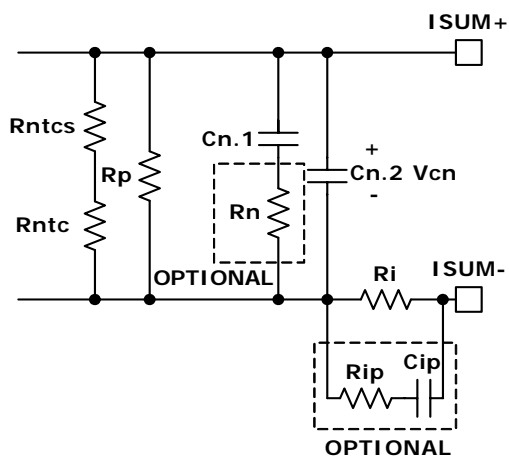 ISUM+
Rntcs
Cn.1
+
Rp
Cn.2 Vcn
-
Rn
Rntc
OPTIONAL
Ri
ISUM-
Rip
Cip
OPTIONAL